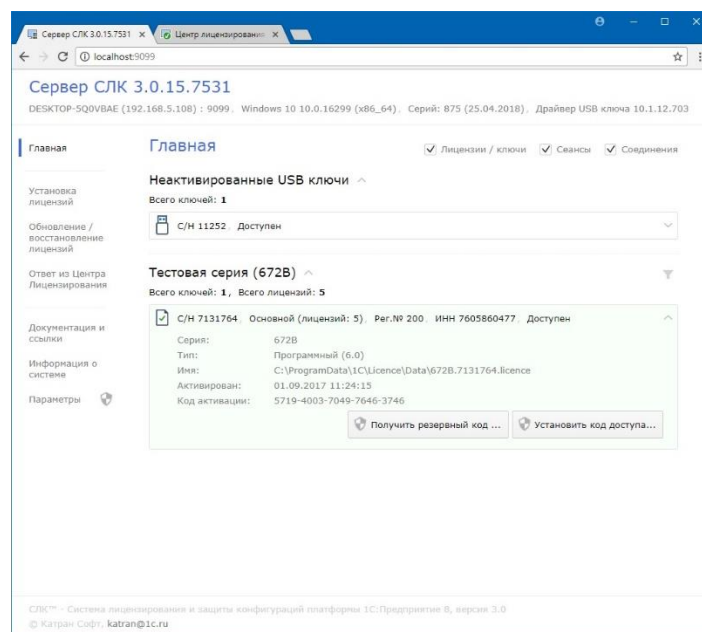 Сервер СЛК 3.0.15.7531
Центр лицензирования
localhost:9099
Сервер СЛК 3.0.15.7531
DESKTOP-5Q0VBAE (192.168.5.108) : 9099, Windows 10 10.0.16299 (x86_64), Серий: 875 (25.04.2018), Драйвер USB ключа 10.1.12.703
Главная
Главная
Лицензии / ключи
Сеансы
Соединения
Установка
лицензий
Обновление /
восстановление
лицензий
Ответ из Центра
Лицензирования
Документация и
ссылки
Информация о
системе
Параметры
Неактивированные USB ключи
Всего ключей: 1
С/Н 11252, Доступен
Тестовая серия (672B)
Всего ключей: 1, Всего лицензий: 5
С/Н 7131764, Основной (лицензий: 5), Рег.№ 200, ИНН 7605860477, Доступен
Серия: 672B
Тип: Программный (6.0)
Имя: C:\ProgramData\1C\Licence\Data\672B.7131764.licence
Активирован: 01.09.2017 11:24:15
Код активации: 5719-4003-7049-7646-3746
Получить резервный код ...
Установить код доступа...
СЛК™ - Система лицензирования и защиты конфигураций платформы 1С:Предприятие 8, версия 3.0
© Катран Софт, katran@1c.ru